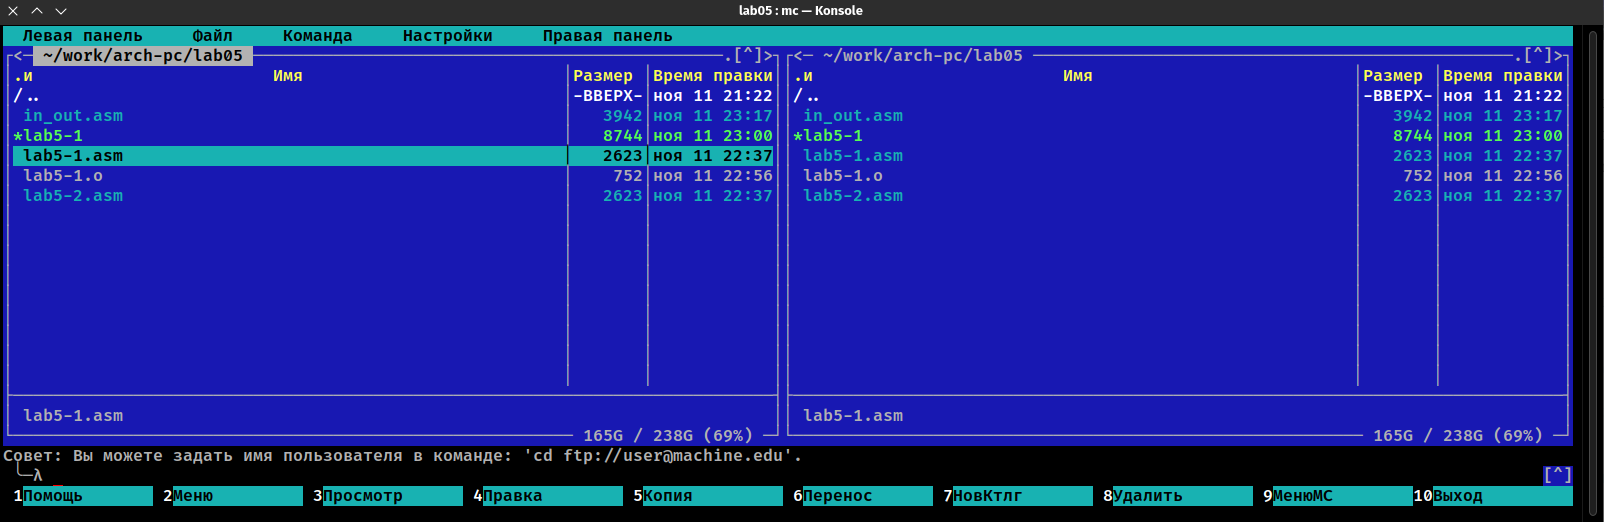 lab05 : mc — Konsole
Левая панель Файл Команда Настройки Правая панель
<— ~/work/arch-pc/lab05 .[^]> <— ~/work/arch-pc/lab05 .[^]>
.и Имя Размер Время правки .и Имя Размер Время правки
/.. -ВВЕРХ- ноя 11 21:22 /.. -ВВЕРХ- ноя 11 21:22
in_out.asm 3942 ноя 11 23:17 in_out.asm 3942 ноя 11 23:17
*lab5-1 8744 ноя 11 23:00 *lab5-1 8744 ноя 11 23:00
lab5-1.asm 2623 ноя 11 22:37 lab5-1.asm 2623 ноя 11 22:37
lab5-1.o 752 ноя 11 22:56 lab5-1.o 752 ноя 11 22:56
lab5-2.asm 2623 ноя 11 22:37 lab5-2.asm 2623 ноя 11 22:37
lab5-1.asm lab5-1.asm
165G / 238G (69%) 165G / 238G (69%)
Совет: Вы можете задать имя пользователя в команде: 'cd ftp://user@machine.edu'.
╰─λ _ [^]
1Помощь 2Меню 3Просмотр 4Правка 5Копия 6Перенос 7НовКтлг 8Удалить 9МенюМС 10Выход